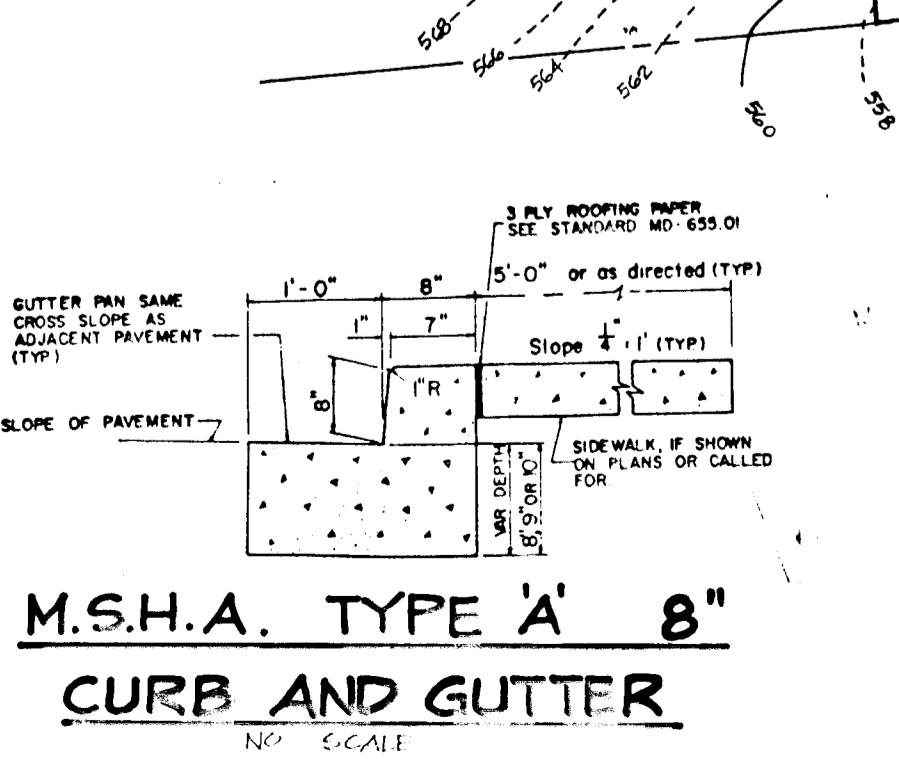 568
566
564
562
'A'
560
558
3 PLY ROOFING PAPER
SEE STANDARD MD-655.01
1'-0"
8"
5'-0" or as directed (TYP)
GUTTER PAN SAME
CROSS SLOPE AS
ADJACENT PAVEMENT
(TYP)
1"
7"
Slope 1/4" : 1' (TYP)
8"
1"R
SLOPE OF PAVEMENT
SIDEWALK, IF SHOWN
ON PLANS OR CALLED
FOR
VAR DEPTH
8", 9" OR 10"
M.S.H.A. TYPE 'A' 8"
CURB AND GUTTER
NO SCALE